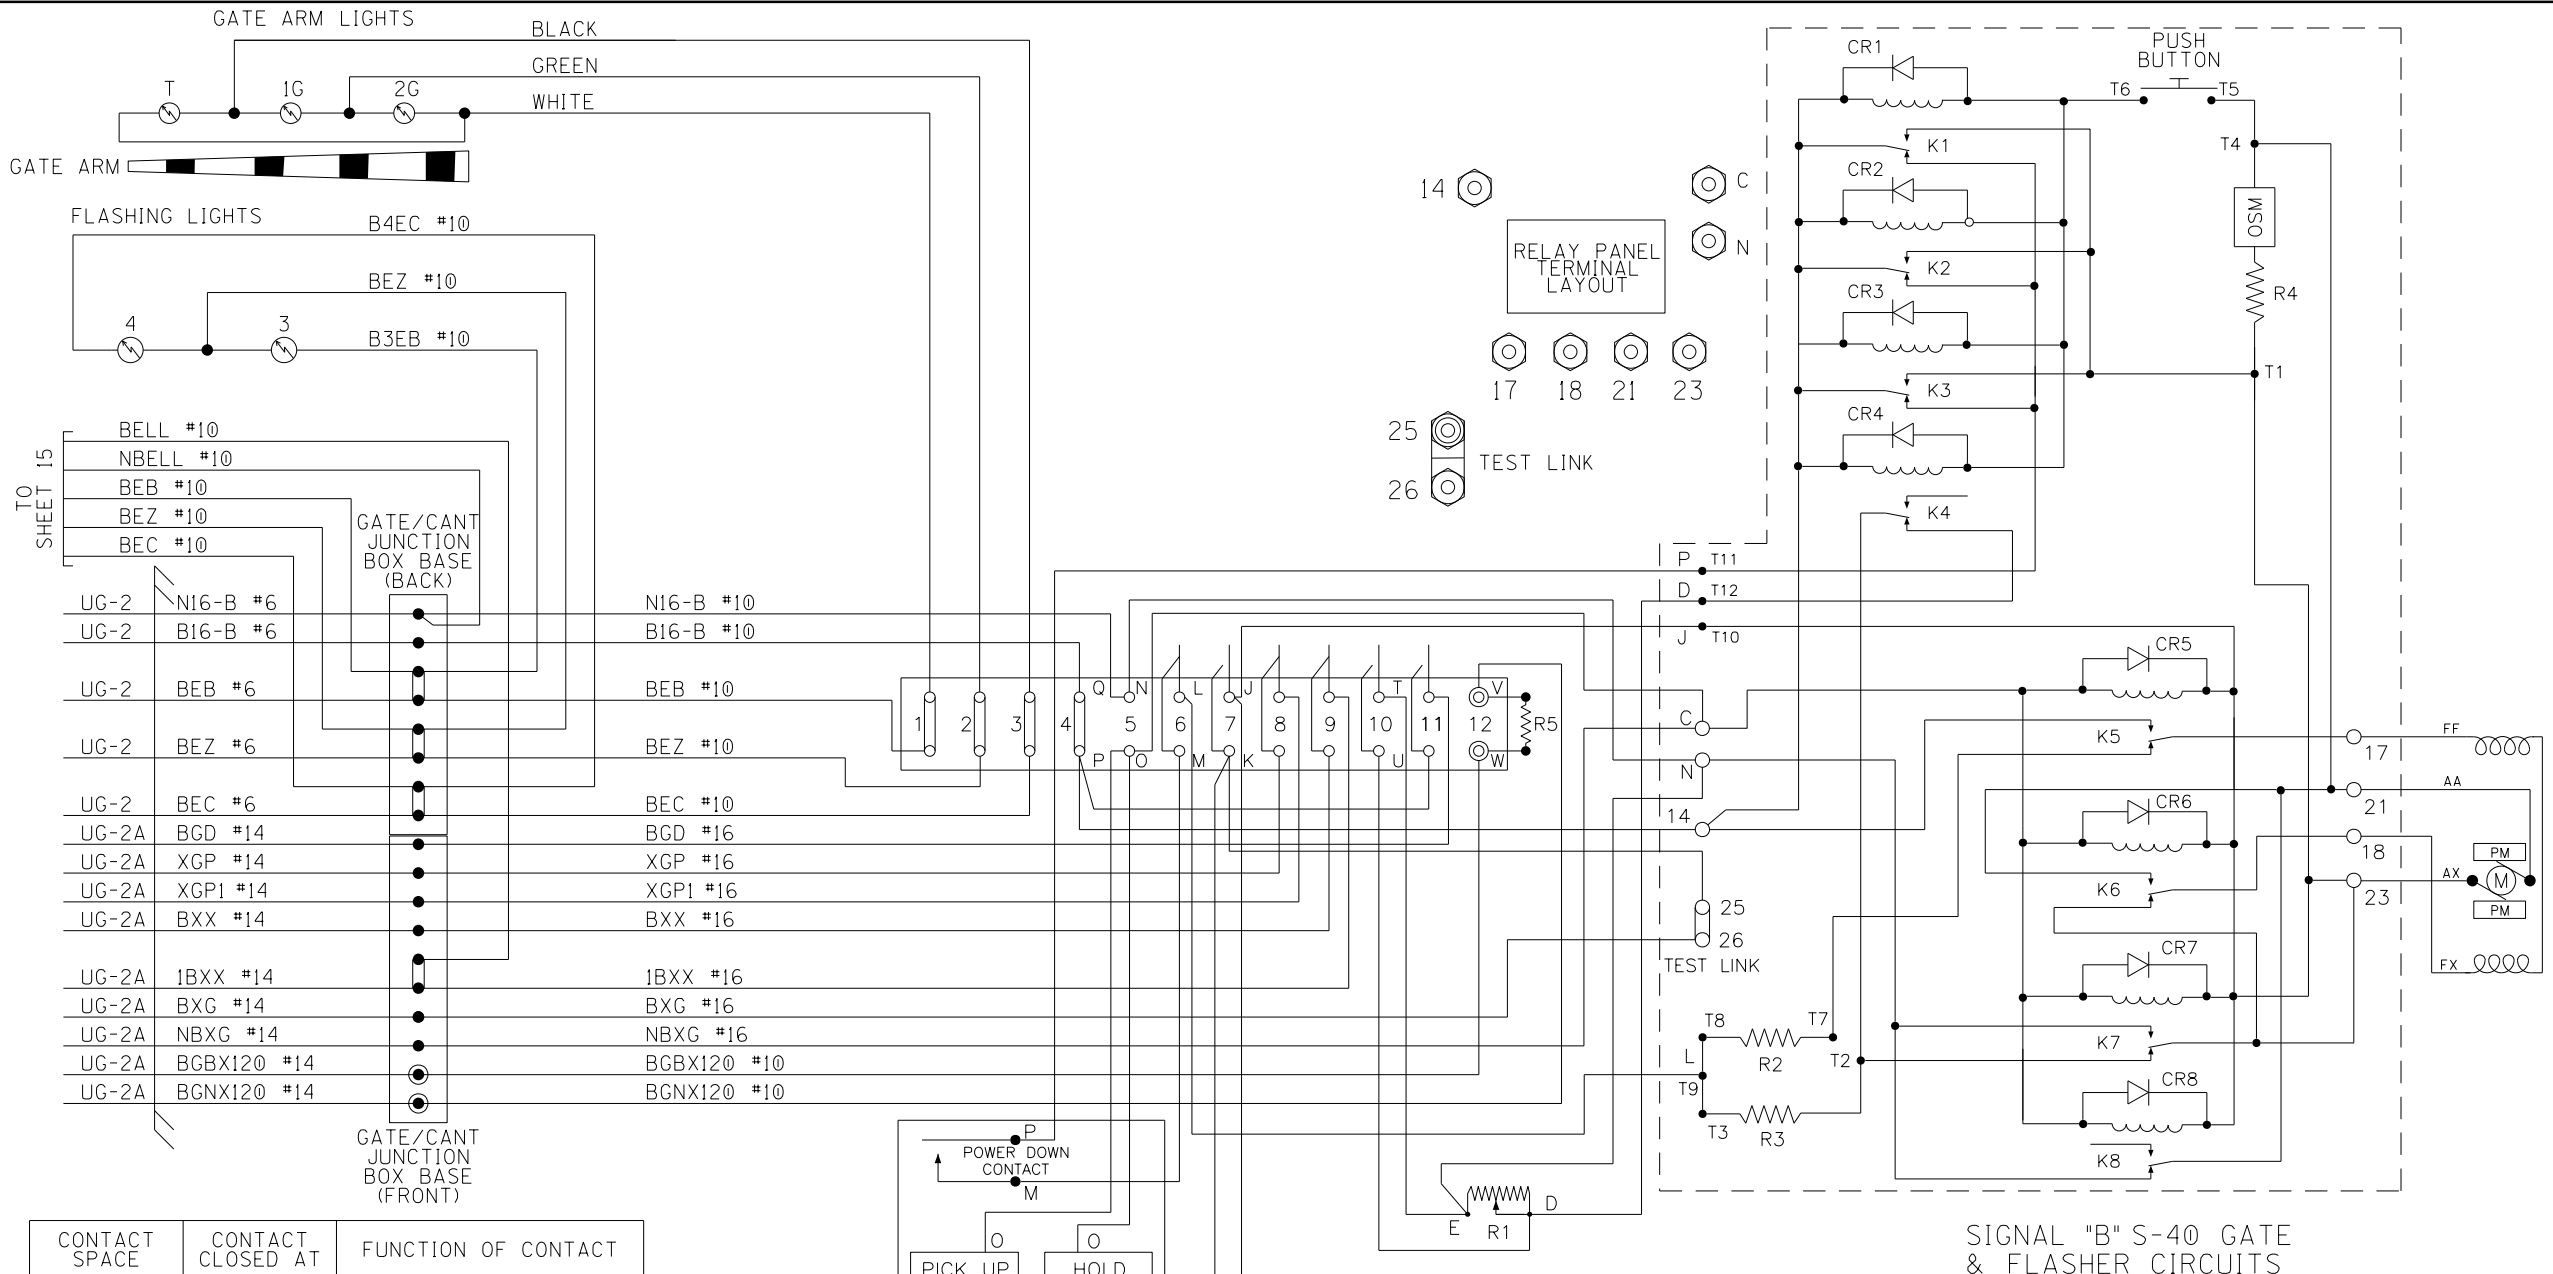 GATE ARM LIGHTS
BLACK
GREEN
WHITE
T
1G
2G
GATE ARM
FLASHING LIGHTS
B4EC #10
BEZ #10
B3EB #10
4
3
TO
SHEET 15
BELL #10
NBELL #10
BEB #10
BEZ #10
BEC #10
GATE/CANT
JUNCTION
BOX BASE
(BACK)
UG-2 N16-B #6 N16-B #10
UG-2 B16-B #6 B16-B #10
UG-2 BEB #6 BEB #10
UG-2 BEZ #6 BEZ #10
UG-2 BEC #6 BEC #10
UG-2A BGD #14 BGD #16
UG-2A XGP #14 XGP #16
UG-2A XGP1 #14 XGP1 #16
UG-2A BXX #14 BXX #16
UG-2A 1BXX #14 1BXX #16
UG-2A BXG #14 BXG #16
UG-2A NBXG #14 NBXG #16
UG-2A BGBX120 #14 BGBX120 #10
UG-2A BGNX120 #14 BGNX120 #10
GATE/CANT
JUNCTION
BOX BASE
(FRONT)
CONTACT
SPACE
CONTACT
CLOSED AT
FUNCTION OF CONTACT
Q N L J T V
1 2 3 4 5 6 7 8 9 10 11 12 R5
P O M K U W
P
POWER DOWN
CONTACT
M
O
O
PICK UP
HOLD
E
R1
D
14
C
N
RELAY PANEL
TERMINAL
LAYOUT
17 18 21 23
25
26
TEST LINK
CR1
K1
CR2
K2
CR3
K3
CR4
K4
PUSH
BUTTON
T6
T5
T4
OSM
R4
T1
P T11
D T12
J T10
C
N
14
25
26
TEST LINK
T8
T7
L
R2
T2
T9
T3
R3
CR5
K5
CR6
K6
CR7
K7
CR8
K8
17
21
18
23
FF
AA
AX
FX
PM
M
PM
SIGNAL "B" S-40 GATE
& FLASHER CIRCUITS